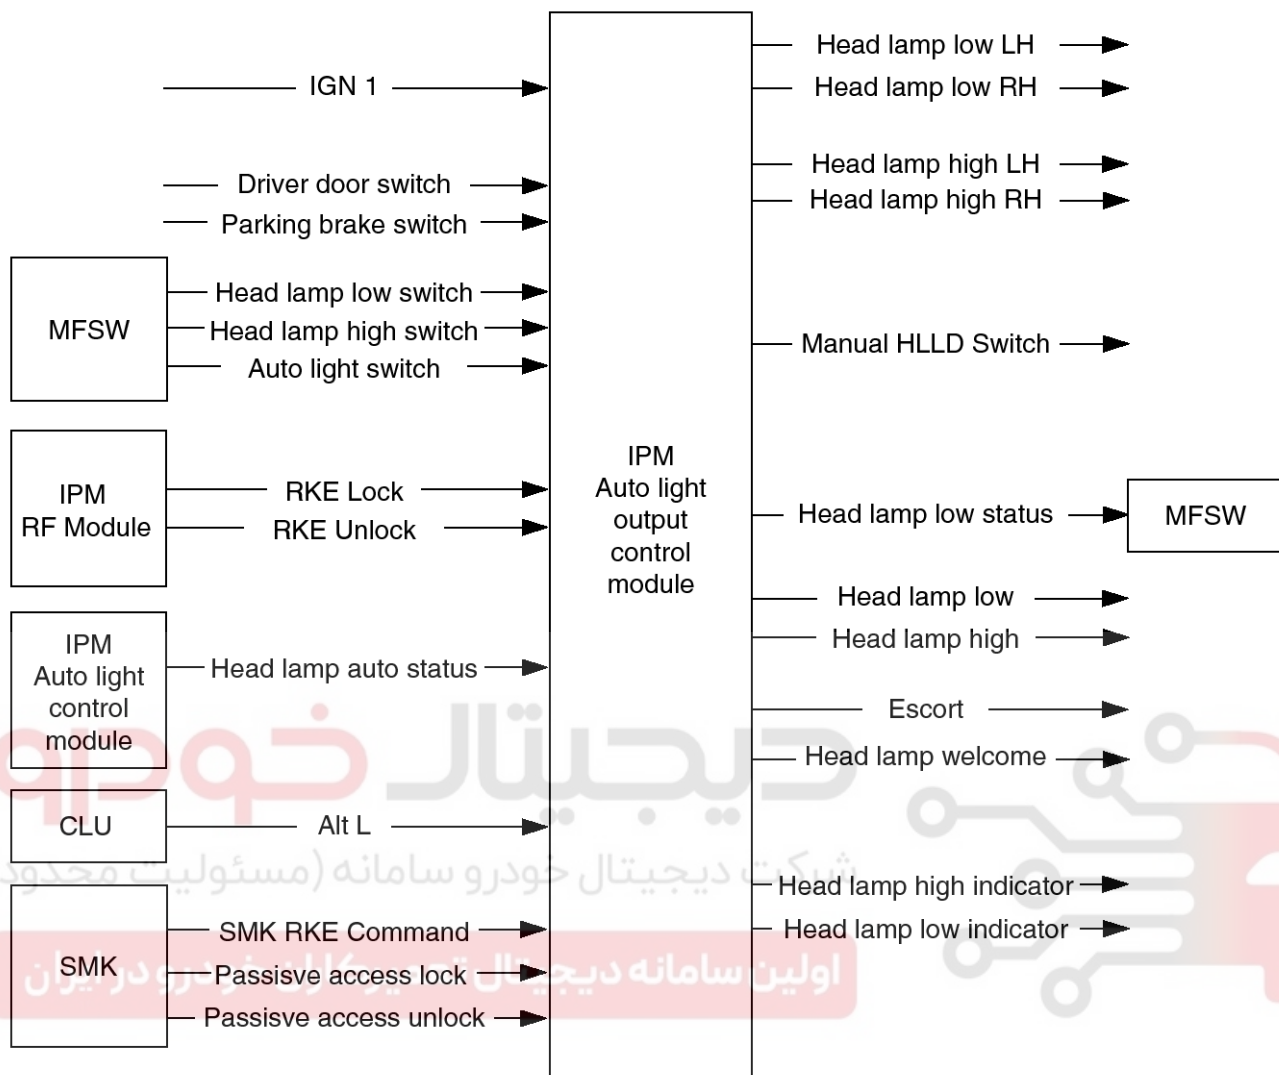 IGN 1
Driver door switch
Parking brake switch
MFSW
Head lamp low switch
Head lamp high switch
Auto light switch
IPM
RF Module
RKE Lock
RKE Unlock
IPM
Auto light
control
module
Head lamp auto status
CLU
Alt L
SMK
SMK RKE Command
Passisve access lock
Passisve access unlock
IPM
Auto light
output
control
module
Head lamp low LH
Head lamp low RH
Head lamp high LH
Head lamp high RH
Manual HLLD Switch
Head lamp low status
MFSW
Head lamp low
Head lamp high
Escort
Head lamp welcome
Head lamp high indicator
Head lamp low indicator
دیجیتال خودرو
شرکت دیجیتال خودرو سامانه (مسئولیت محدود
اولین سامانه دیجیتال تعمیرکاران خودرو در ایران